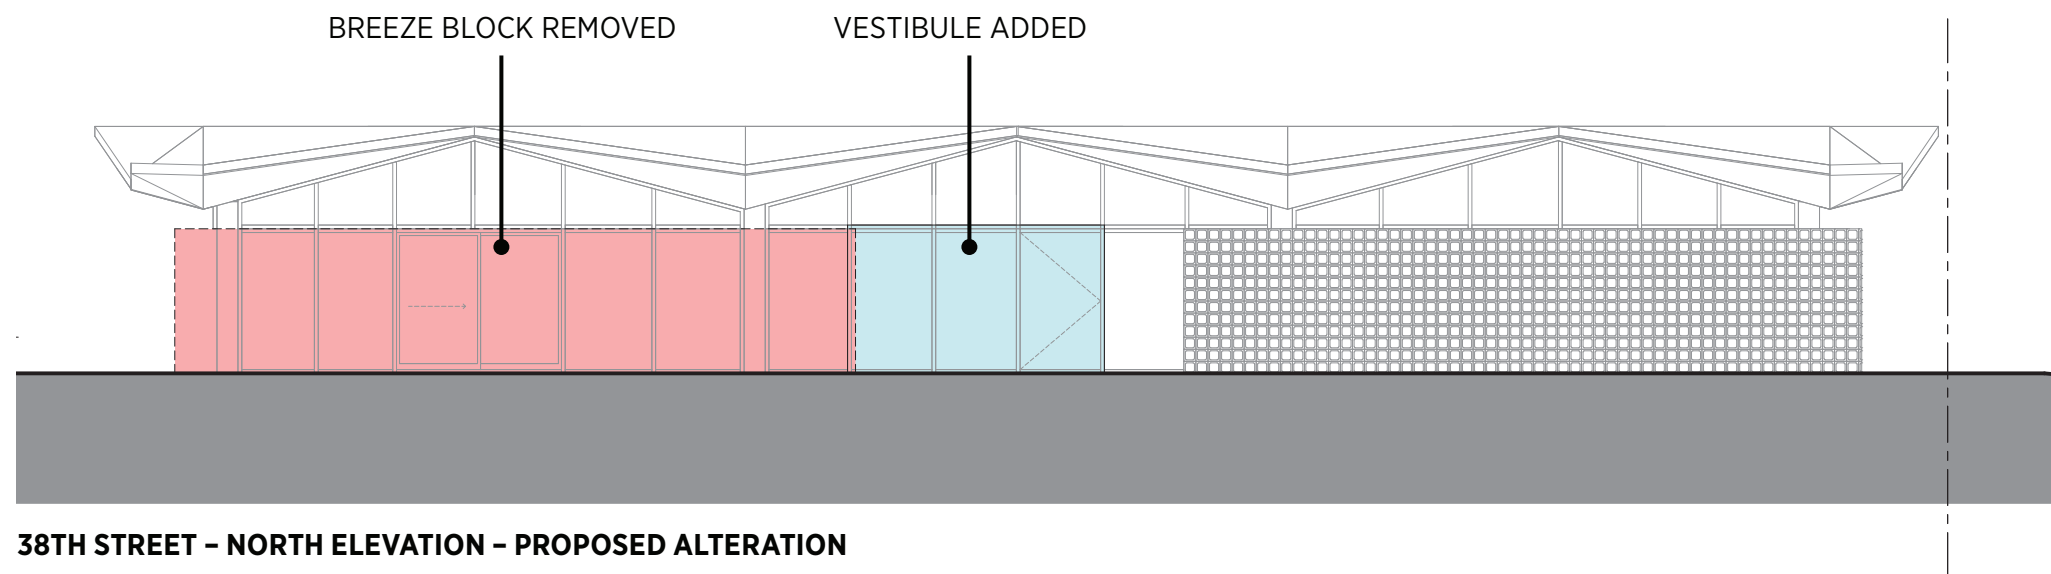 BREEZE BLOCK REMOVED
VESTIBULE ADDED
38TH STREET – NORTH ELEVATION – PROPOSED ALTERATION